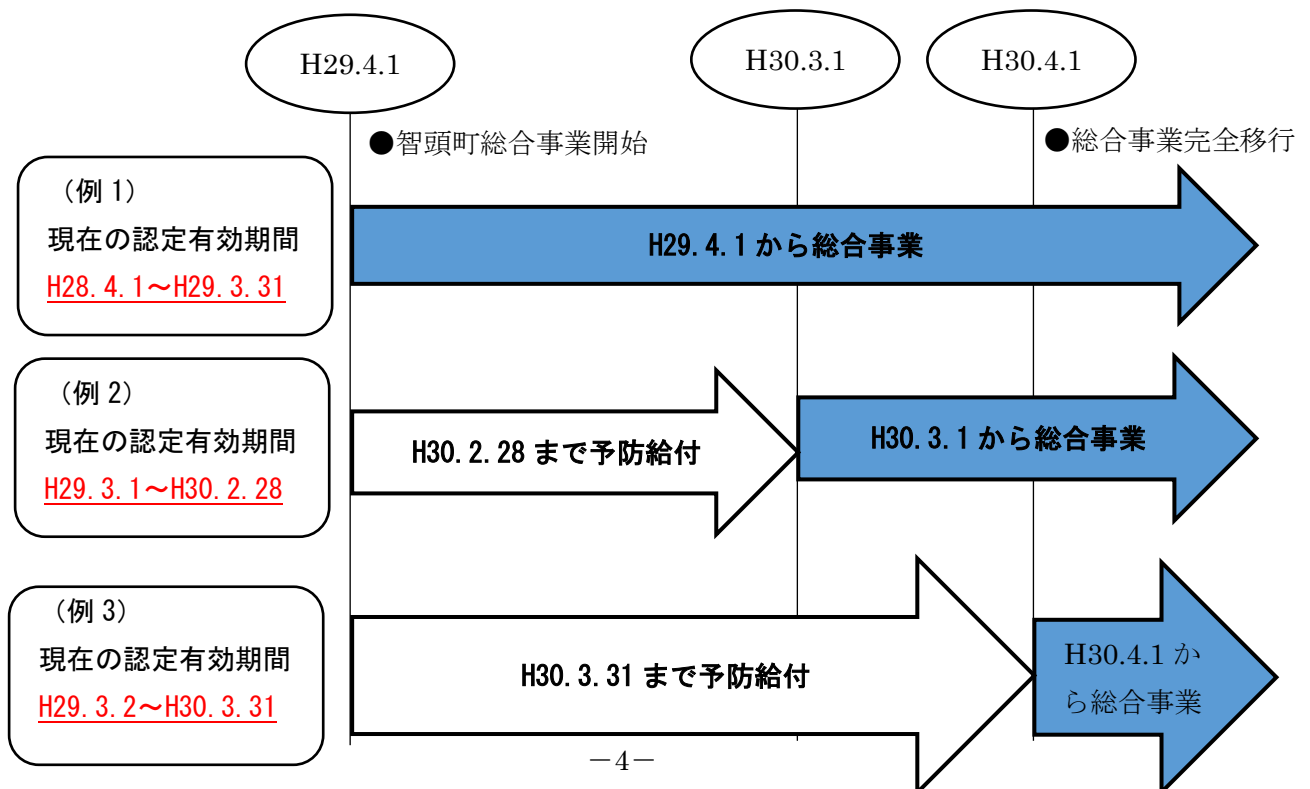 H29.4.1
H30.3.1
H30.4.1
●智頭町総合事業開始
●総合事業完全移行
（例 1）
現在の認定有効期間
H28.4.1～H29.3.31
H29.4.1 から総合事業
（例 2）
現在の認定有効期間
H29.3.1～H30.2.28
H30.2.28 まで予防給付
H30.3.1 から総合事業
（例 3）
現在の認定有効期間
H29.3.2～H30.3.31
H30.3.31 まで予防給付
H30.4.1 か
ら総合事業
－4－